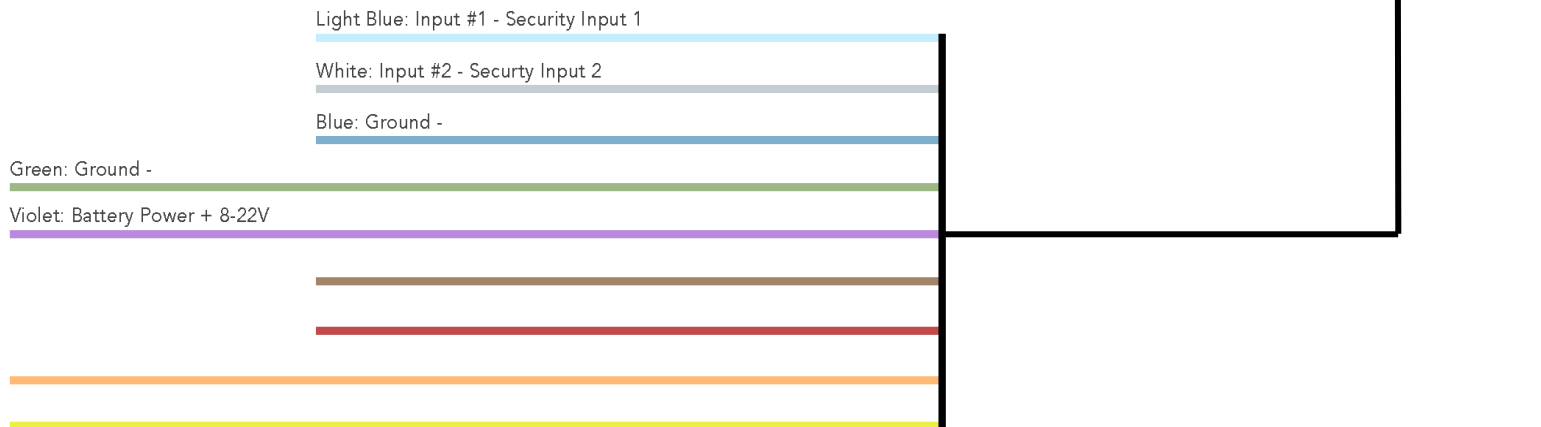 Light Blue: Input #1 - Security Input 1
White: Input #2 - Securty Input 2
Blue: Ground -
Green: Ground -
Violet: Battery Power + 8-22V